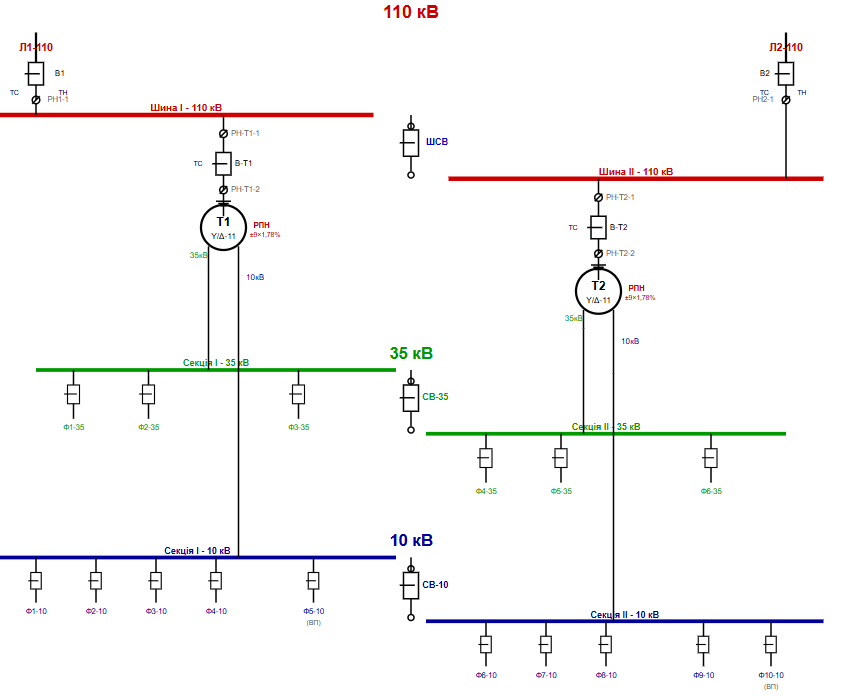 110 кВ
Л1-110
Л2-110
В1
В2
ТС
ТН
РН1-1
ТС
ТН
РН2-1
Шина I - 110 кВ
РН-Т1-1
ШСВ
ТС
В-Т1
Шина II - 110 кВ
РН-Т1-2
РН-Т2-1
Т1
РПН
Y/Δ-11
±9×1,78%
ТС
В-Т2
35кВ
РН-Т2-2
10кВ
Т2
РПН
Y/Δ-11
±9×1,78%
35кВ
10кВ
35 кВ
Секція I - 35 кВ
СВ-35
Ф1-35
Ф2-35
Ф3-35
Секція II - 35 кВ
Ф4-35
Ф5-35
Ф6-35
10 кВ
Секція I - 10 кВ
СВ-10
Ф1-10
Ф2-10
Ф3-10
Ф4-10
Ф5-10
(ВП)
Секція II - 10 кВ
Ф6-10
Ф7-10
Ф8-10
Ф9-10
Ф10-10
(ВП)